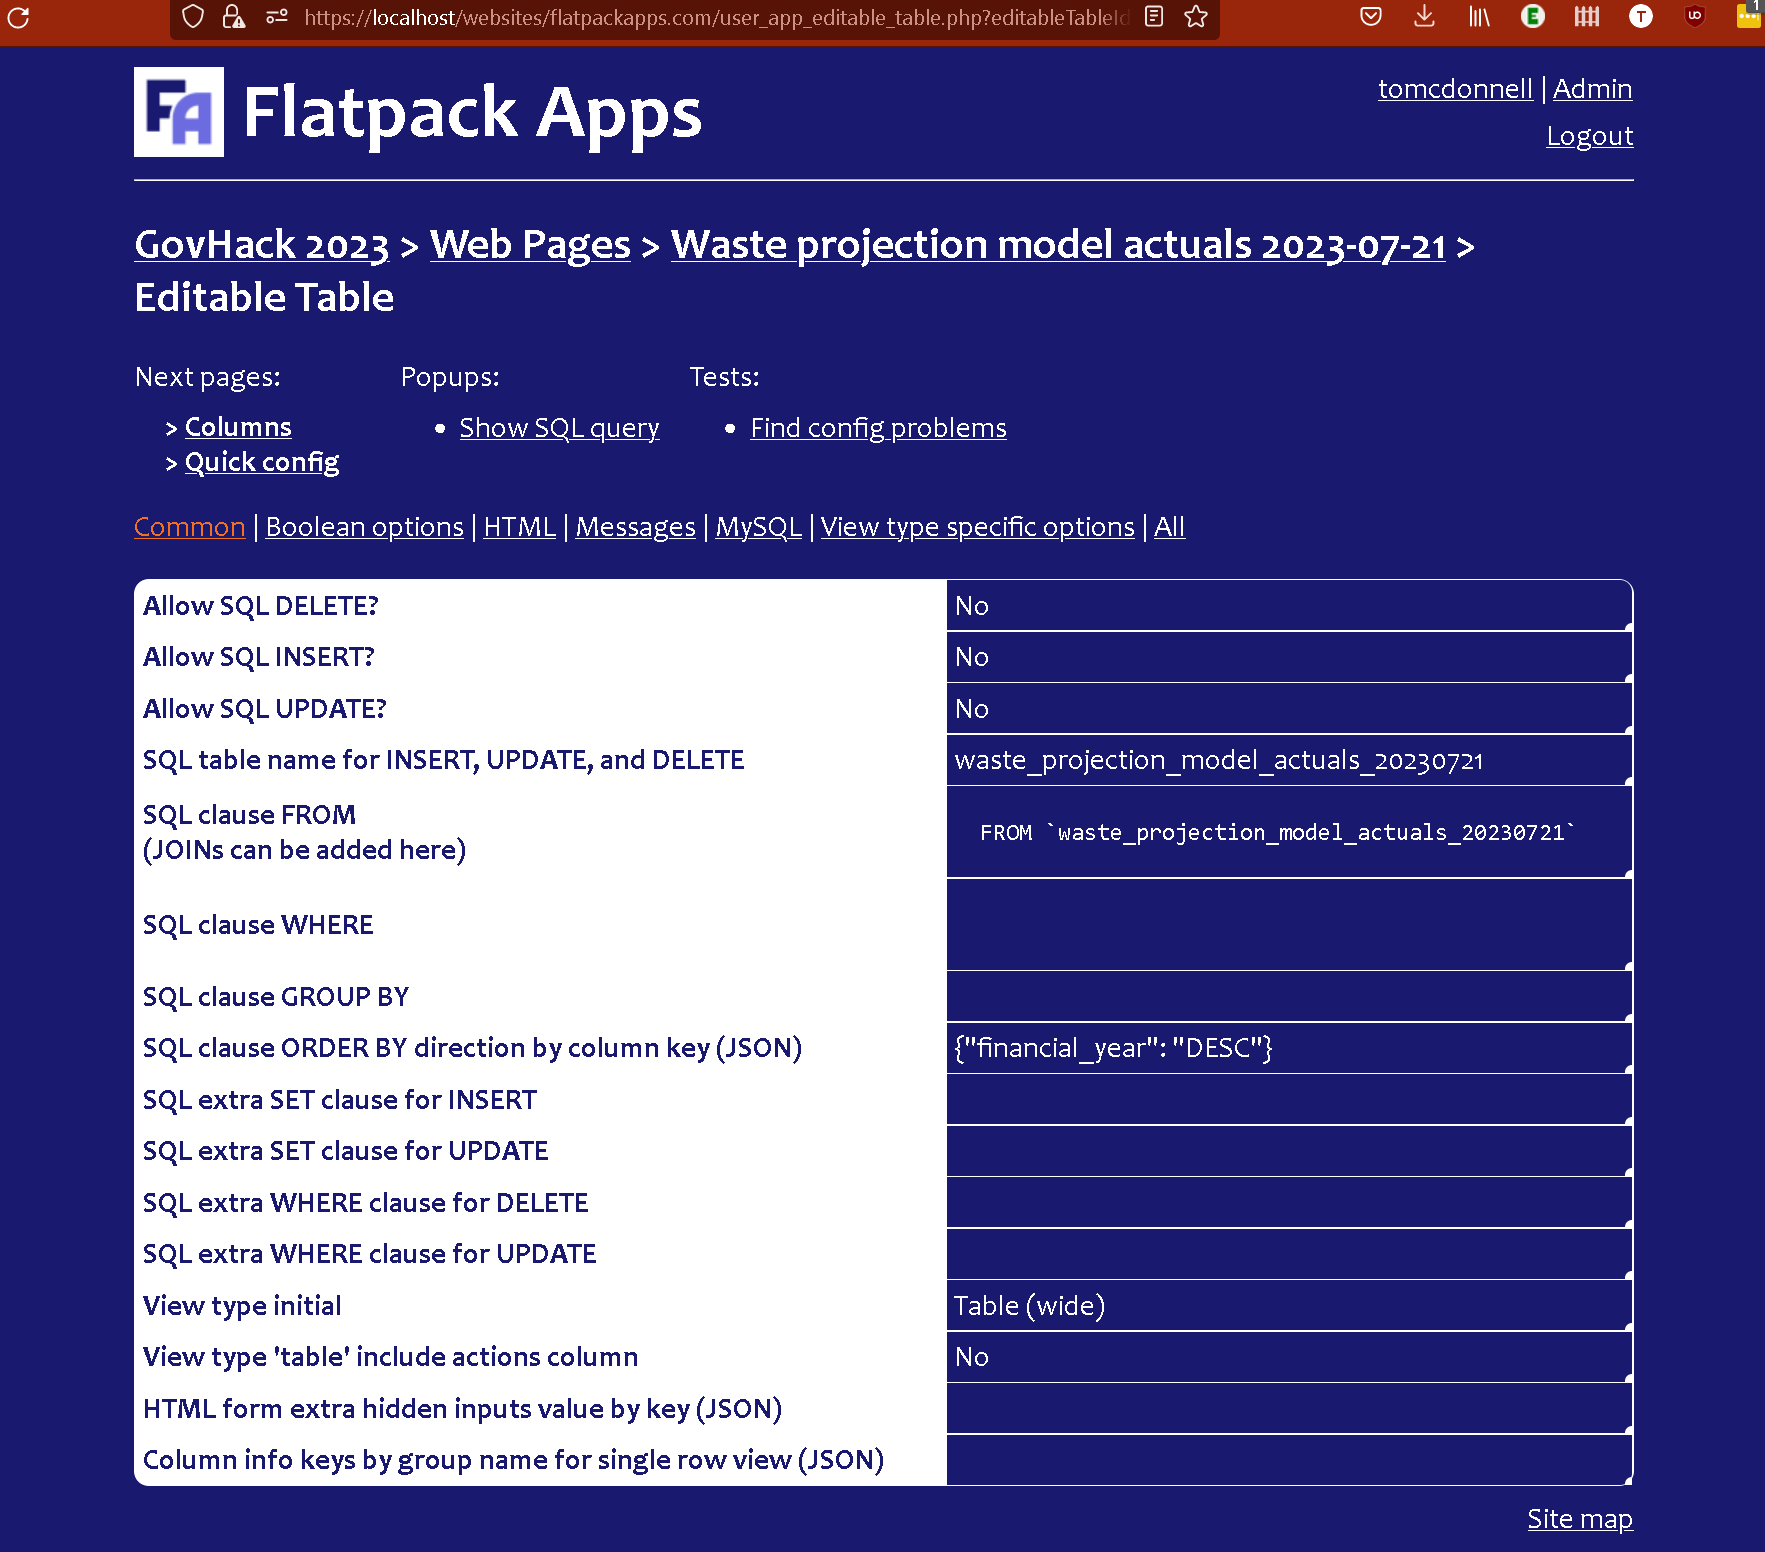 https://localhost/websites/flatpackapps.com/user_app_editable_table.php?editableTableId
1
FA Flatpack Apps
tomcdonnell | Admin
Logout
GovHack 2023 > Web Pages > Waste projection model actuals 2023-07-21 >
Editable Table
Next pages:
> Columns
> Quick config
Popups:
• Show SQL query
Tests:
• Find config problems
Common | Boolean options | HTML | Messages | MySQL | View type specific options | All
Allow SQL DELETE? No
Allow SQL INSERT? No
Allow SQL UPDATE? No
SQL table name for INSERT, UPDATE, and DELETE waste_projection_model_actuals_20230721
SQL clause FROM
(JOINs can be added here)
FROM `waste_projection_model_actuals_20230721`
SQL clause WHERE
SQL clause GROUP BY
SQL clause ORDER BY direction by column key (JSON) {"financial_year": "DESC"}
SQL extra SET clause for INSERT
SQL extra SET clause for UPDATE
SQL extra WHERE clause for DELETE
SQL extra WHERE clause for UPDATE
View type initial Table (wide)
View type 'table' include actions column No
HTML form extra hidden inputs value by key (JSON)
Column info keys by group name for single row view (JSON)
Site map